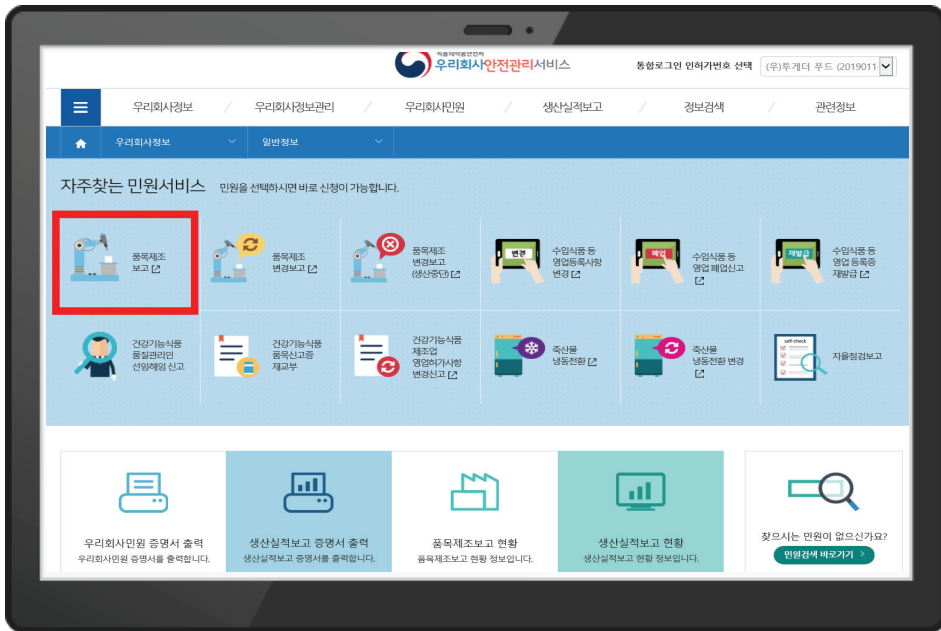 식품의약품안전처
우리회사안전관리서비스
통합로그인 인허가번호 선택
(우)투게더 푸드 (2019011
우리회사정보 / 우리회사정보관리 / 우리회사민원 / 생산실적보고 / 정보검색 / 관련정보
우리회사정보
일반정보
자주찾는 민원서비스 민원을 선택하시면 바로 신청이 가능합니다.
품목제조
보고
품목제조
변경보고
품목제조
변경보고
(생산중단)
변경
수입식품 등
영업등록사항
변경
폐업
수입식품 등
영업 폐업신고
재발급
수입식품 등
영업 등록증
재발급
건강기능식품
품질관리인
선임해임 신고
건강기능식품
품목신고증
재교부
건강기능식품
제조업
영업허가사항
변경신고
축산물
냉동전환
축산물
냉동전환 변경
self-check
자율점검보고
우리회사민원 증명서 출력
우리회사민원 증명서를 출력합니다.
생산실적보고 증명서 출력
생산실적보고 증명서를 출력합니다.
품목제조보고 현황
품목제조보고 현황 정보입니다.
생산실적보고 현황
생산실적보고 현황 정보입니다.
찾으시는 민원이 없으신가요?
민원검색 바로가기 >